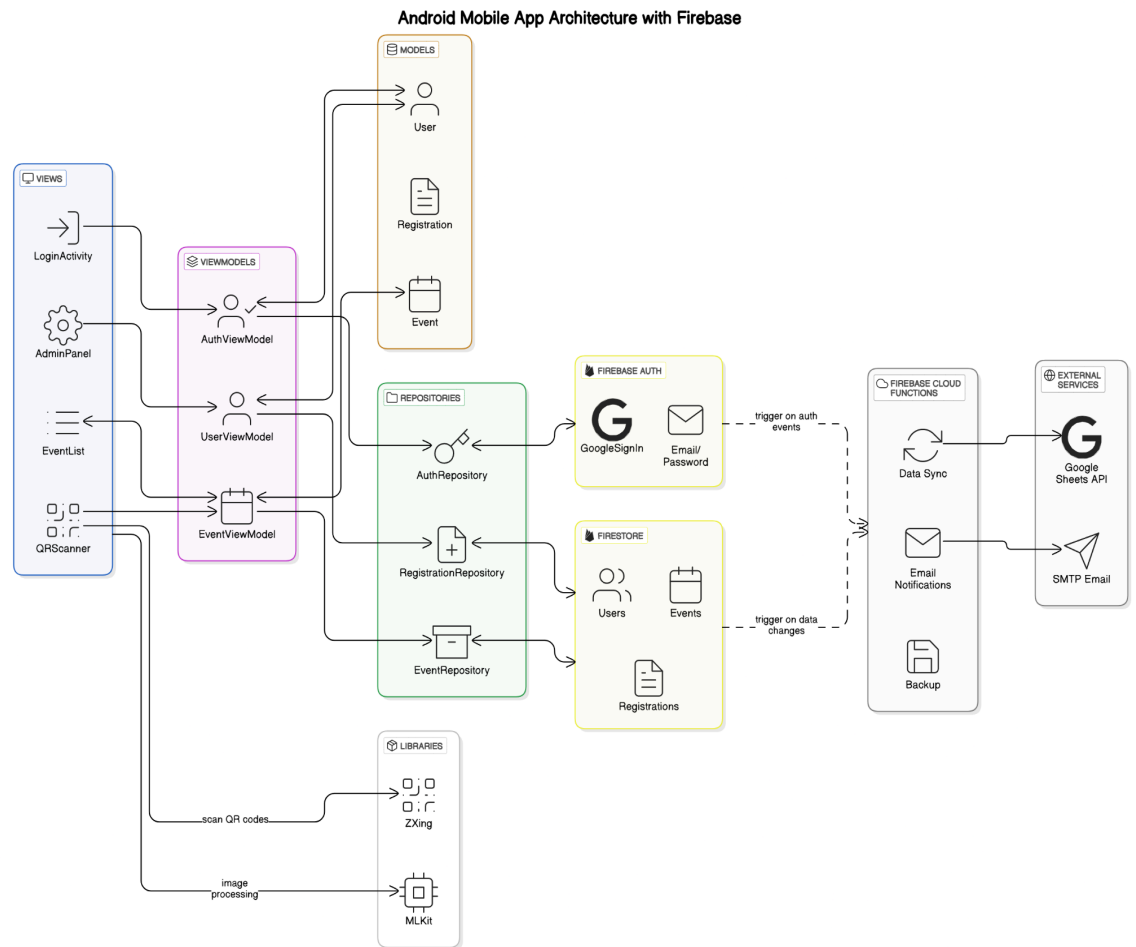 Android Mobile App Architecture with Firebase
VIEWS
LoginActivity
AdminPanel
EventList
QRScanner
VIEWMODELS
AuthViewModel
UserViewModel
EventViewModel
MODELS
User
Registration
Event
REPOSITORIES
AuthRepository
RegistrationRepository
EventRepository
LIBRARIES
scan QR codes
ZXing
image
processing
MLKit
FIREBASE AUTH
GoogleSignIn
Email/
Password
FIRESTORE
Users
Events
Registrations
trigger on auth
events
trigger on data
changes
FIREBASE CLOUD
FUNCTIONS
Data Sync
Email
Notifications
Backup
EXTERNAL
SERVICES
Google
Sheets API
SMTP Email